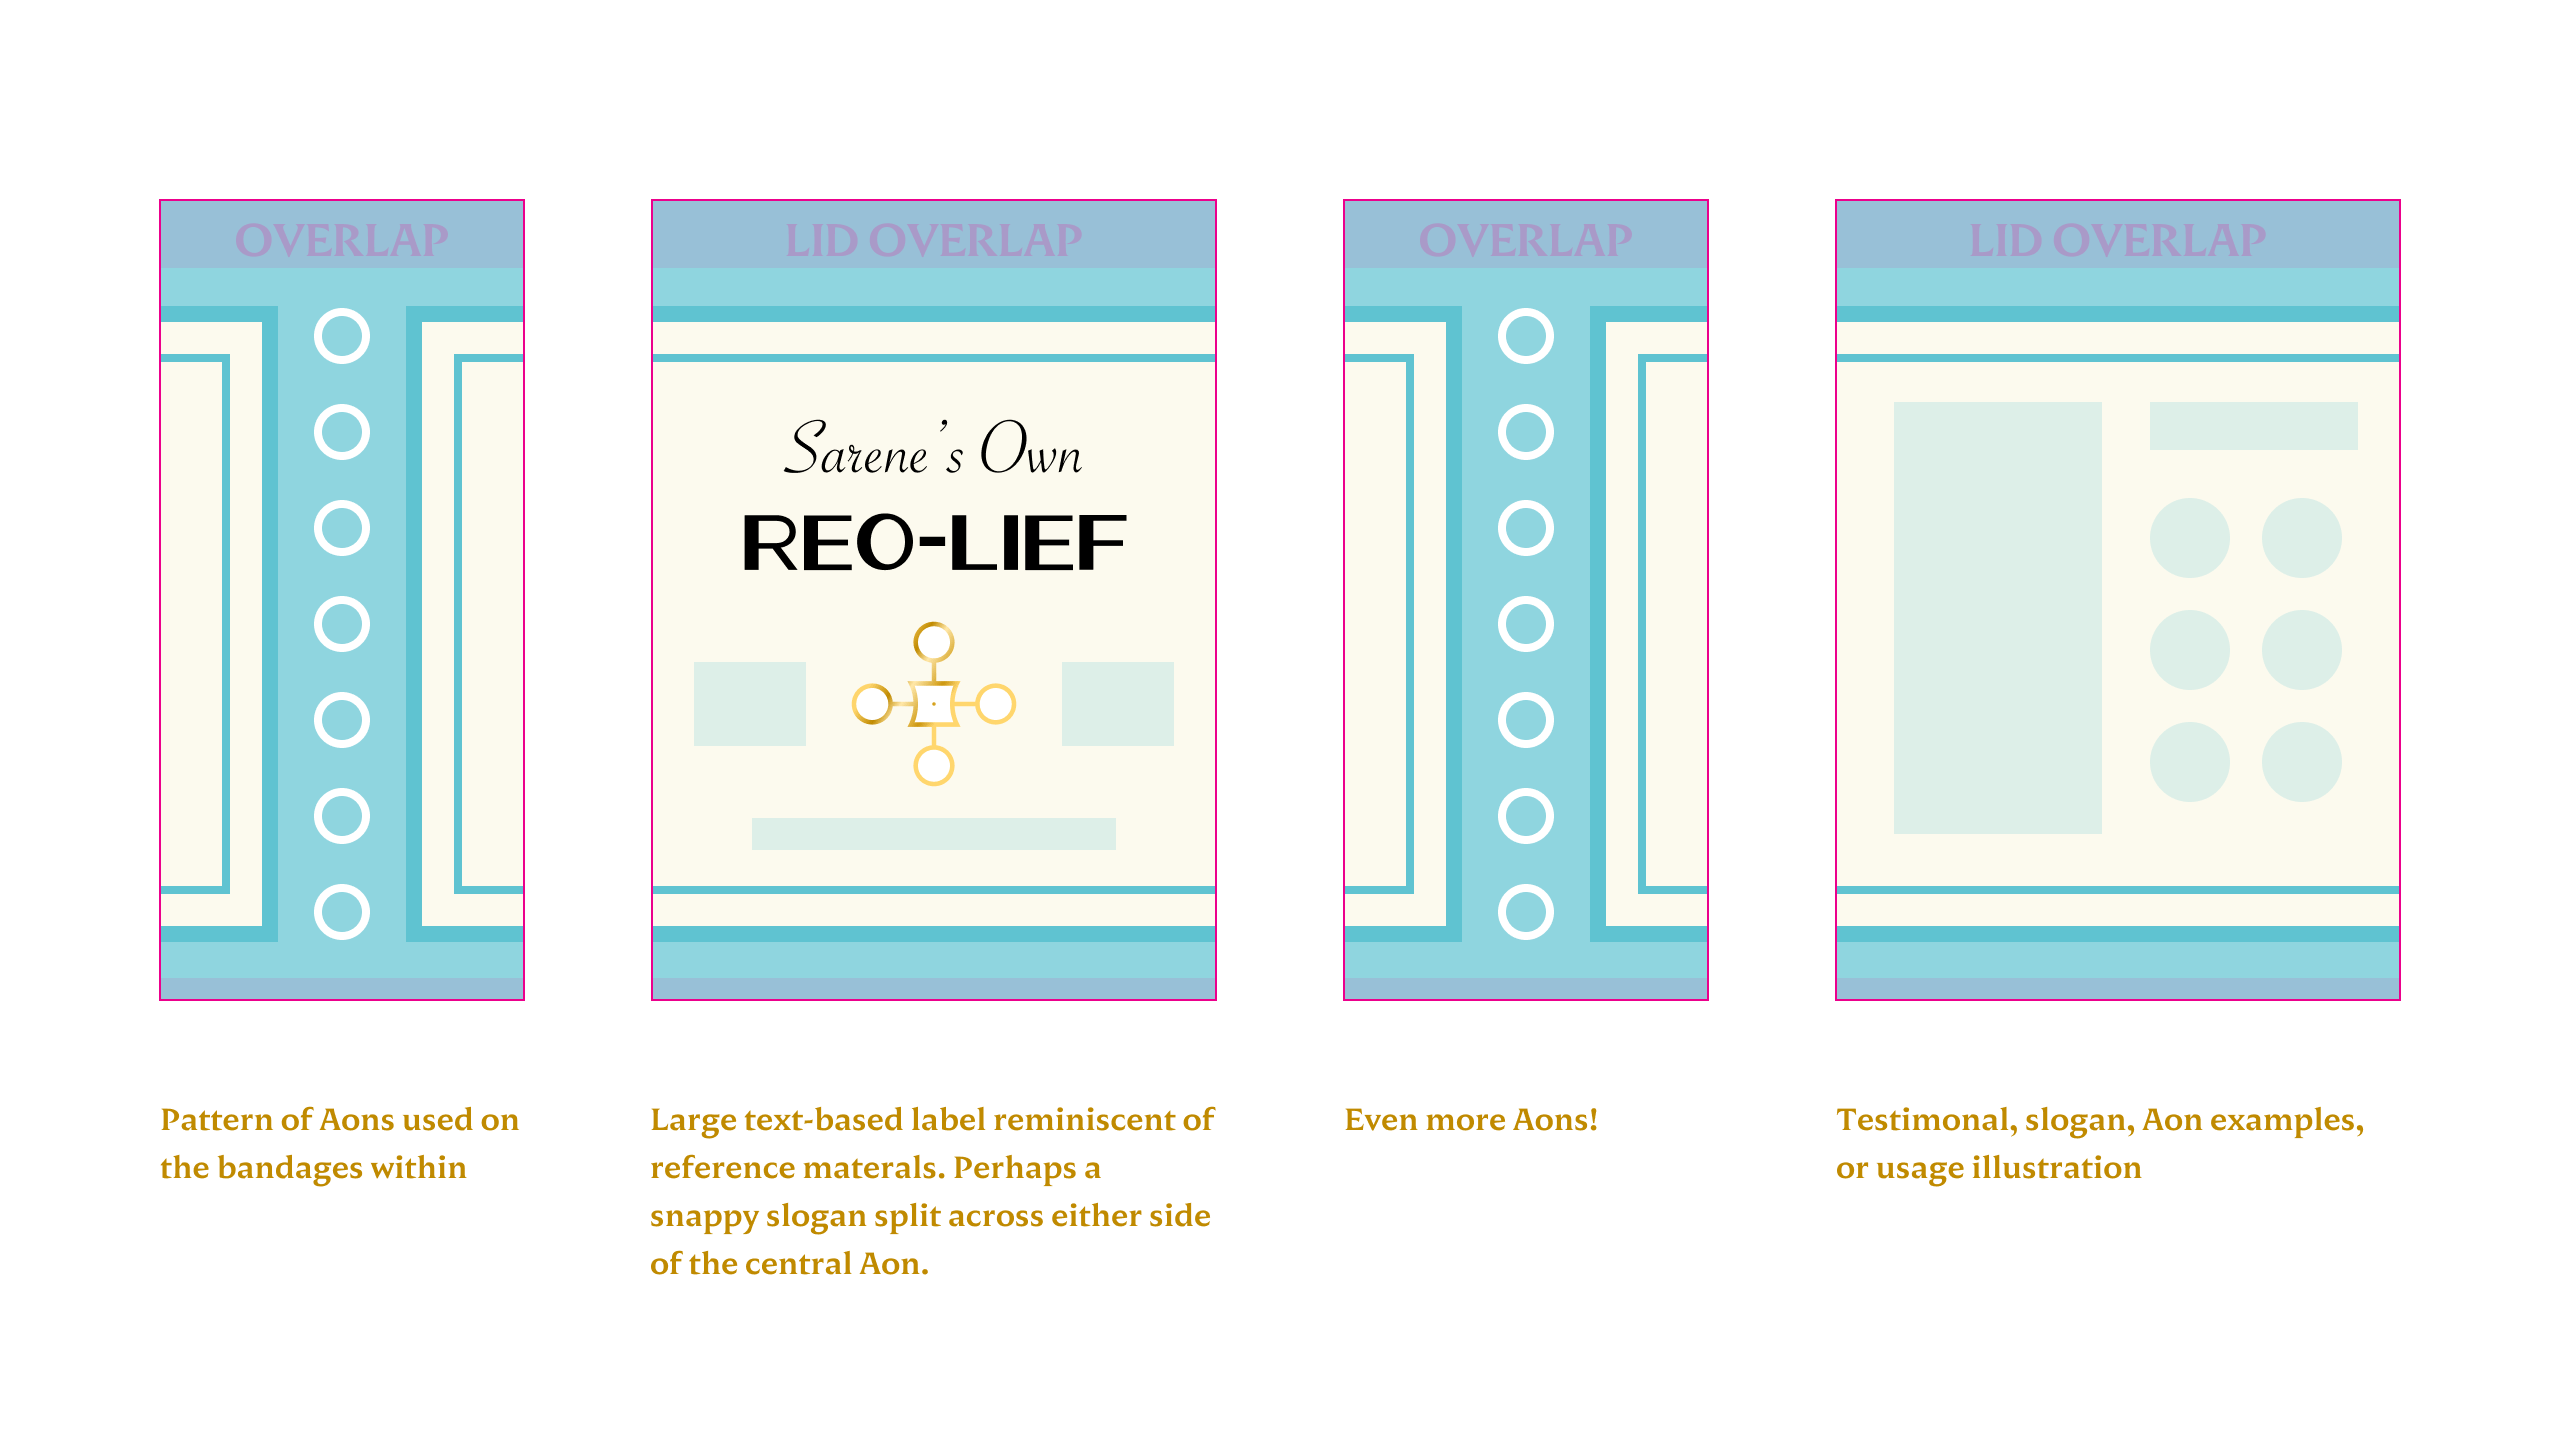 OVERLAP
LID OVERLAP
OVERLAP
LID OVERLAP
Sarene's Own
REO-LIEF
Pattern of Aons used on
the bandages within
Large text-based label reminiscent of
reference materals. Perhaps a
snappy slogan split across either side
of the central Aon.
Even more Aons!
Testimonal, slogan, Aon examples,
or usage illustration